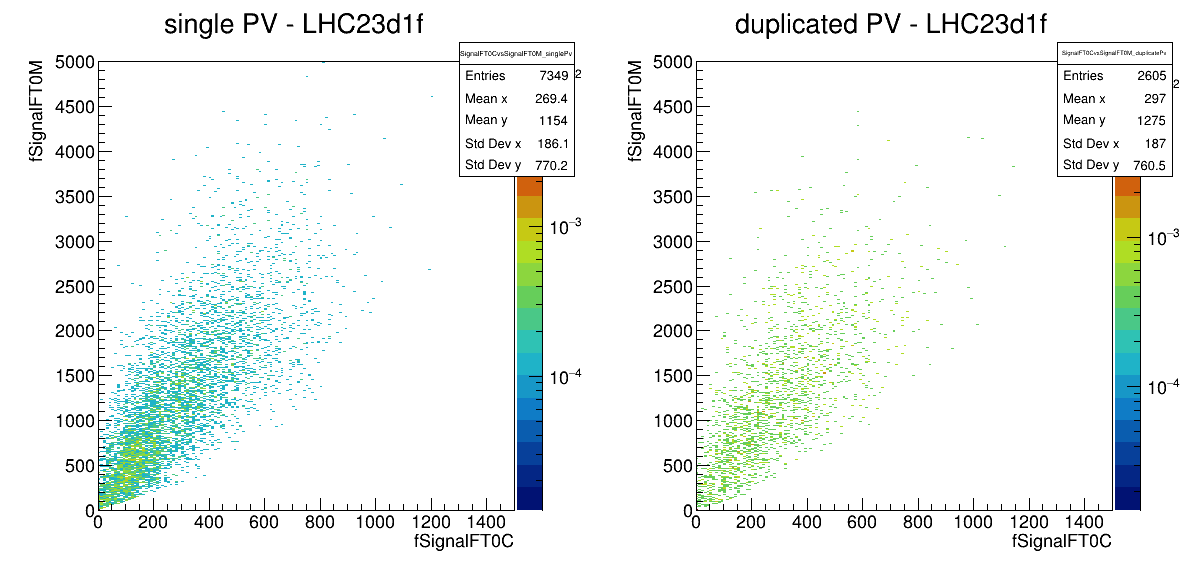 single PV - LHC23d1f
SignalFT0CvsSignalFT0M_singlePv
Entries 7349
Mean x 269.4
Mean y 1154
Std Dev x 186.1
Std Dev y 770.2
2
fSignalFT0M
5000
4500
4000
3500
3000
2500
2000
1500
1000
500
0
10−3
10−4
0 200 400 600 800 1000 1200 1400
fSignalFT0C
duplicated PV - LHC23d1f
SignalFT0CvsSignalFT0M_duplicatePv
Entries 2605
Mean x 297
Mean y 1275
Std Dev x 187
Std Dev y 760.5
2
fSignalFT0M
5000
4500
4000
3500
3000
2500
2000
1500
1000
500
0
10−3
10−4
0 200 400 600 800 1000 1200 1400
fSignalFT0C